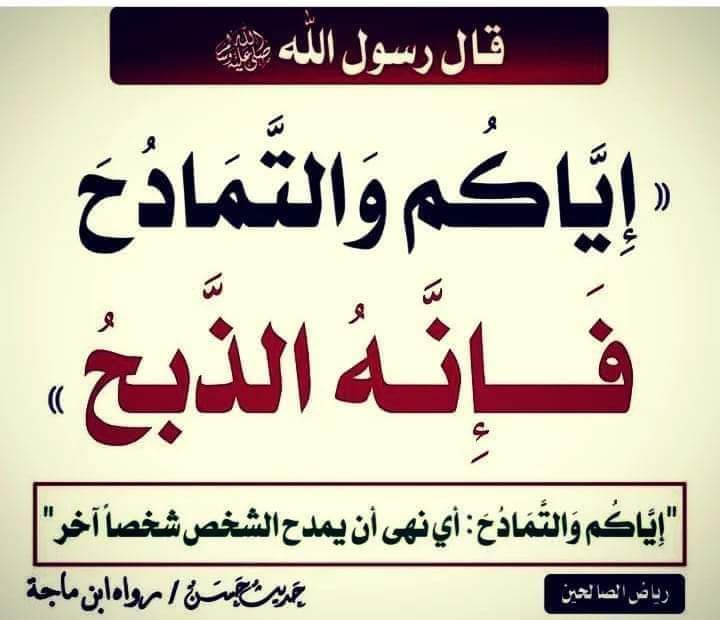 قال رسول الله ﷺ
« إِيَّاكُم وَالتَّمَادُحَ
فَإِنَّهُ الذَّبحُ »
"إيَّاكُم وَالتَّمَادُحَ : أي نهى أن يمدح الشخص شخصاً آخر"
رياض الصالحين
حديث حسن / رواه ابن ماجة